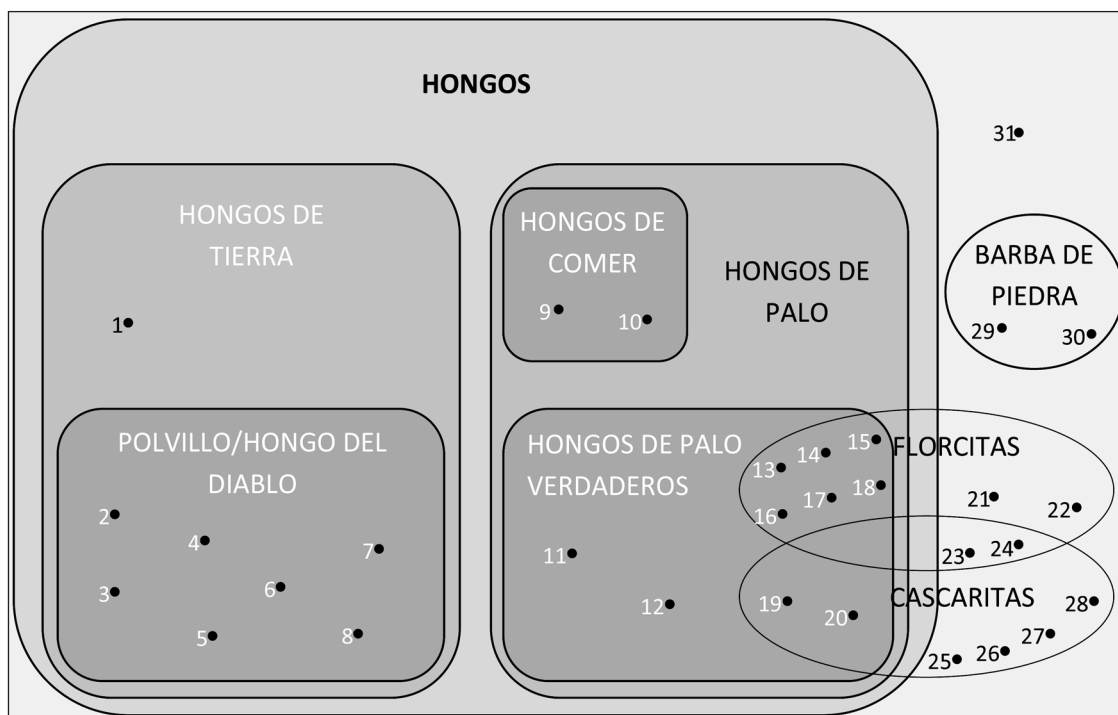 HONGOS
HONGOS DE
TIERRA
1
POLVILLO/HONGO DEL
DIABLO
2
3
4
5
6
7
8
HONGOS DE
COMER
9
10
HONGOS DE
PALO
HONGOS DE PALO
VERDADEROS
11
12
13
14
15
16
17
18
19
20
FLORCITAS
21
22
23
24
CASCARITAS
25
26
27
28
BARBA DE
PIEDRA
29
30
31